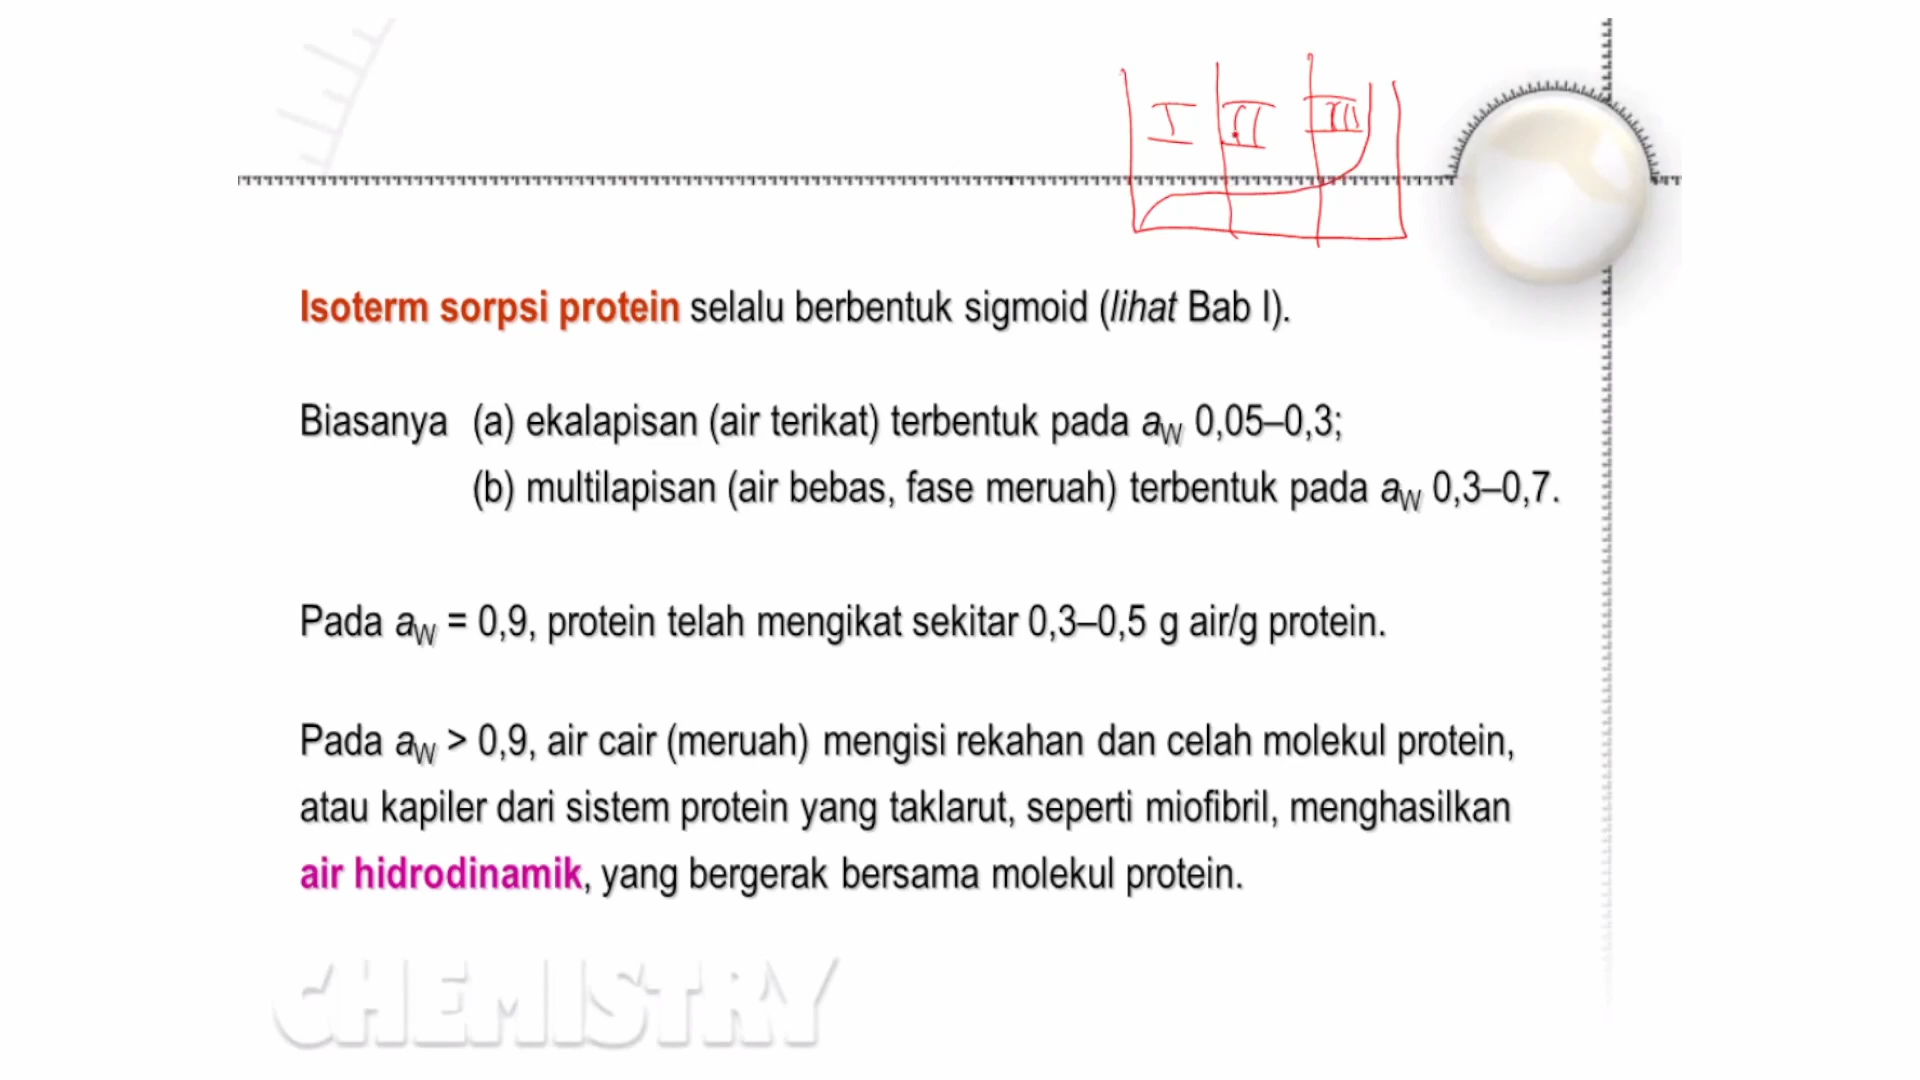 I II III
Isoterm sorpsi protein selalu berbentuk sigmoid (lihat Bab I).
Biasanya (a) ekalapisan (air terikat) terbentuk pada aW 0,05–0,3;
(b) multilapisan (air bebas, fase meruah) terbentuk pada aW 0,3–0,7.
Pada aW = 0,9, protein telah mengikat sekitar 0,3–0,5 g air/g protein.
Pada aW > 0,9, air cair (meruah) mengisi rekahan dan celah molekul protein,
atau kapiler dari sistem protein yang taklarut, seperti miofibril, menghasilkan
air hidrodinamik, yang bergerak bersama molekul protein.
CHEMISTRY